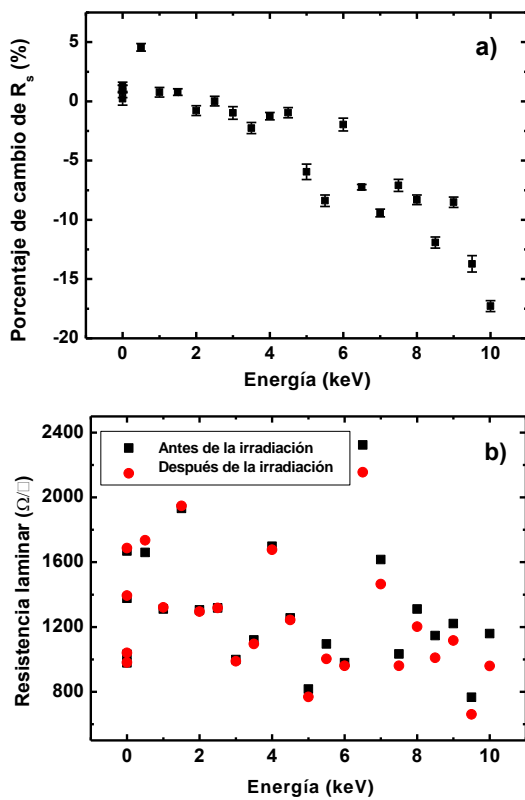 a)
Porcentaje de cambio de Rs (%)
5
0
-5
-10
-15
-20
0 2 4 6 8 10
Energía (keV)
b)
Antes de la irradiación
Después de la irradiación
Resistencia laminar (Ω/□)
2400
2000
1600
1200
800
0 2 4 6 8 10
Energía (keV)